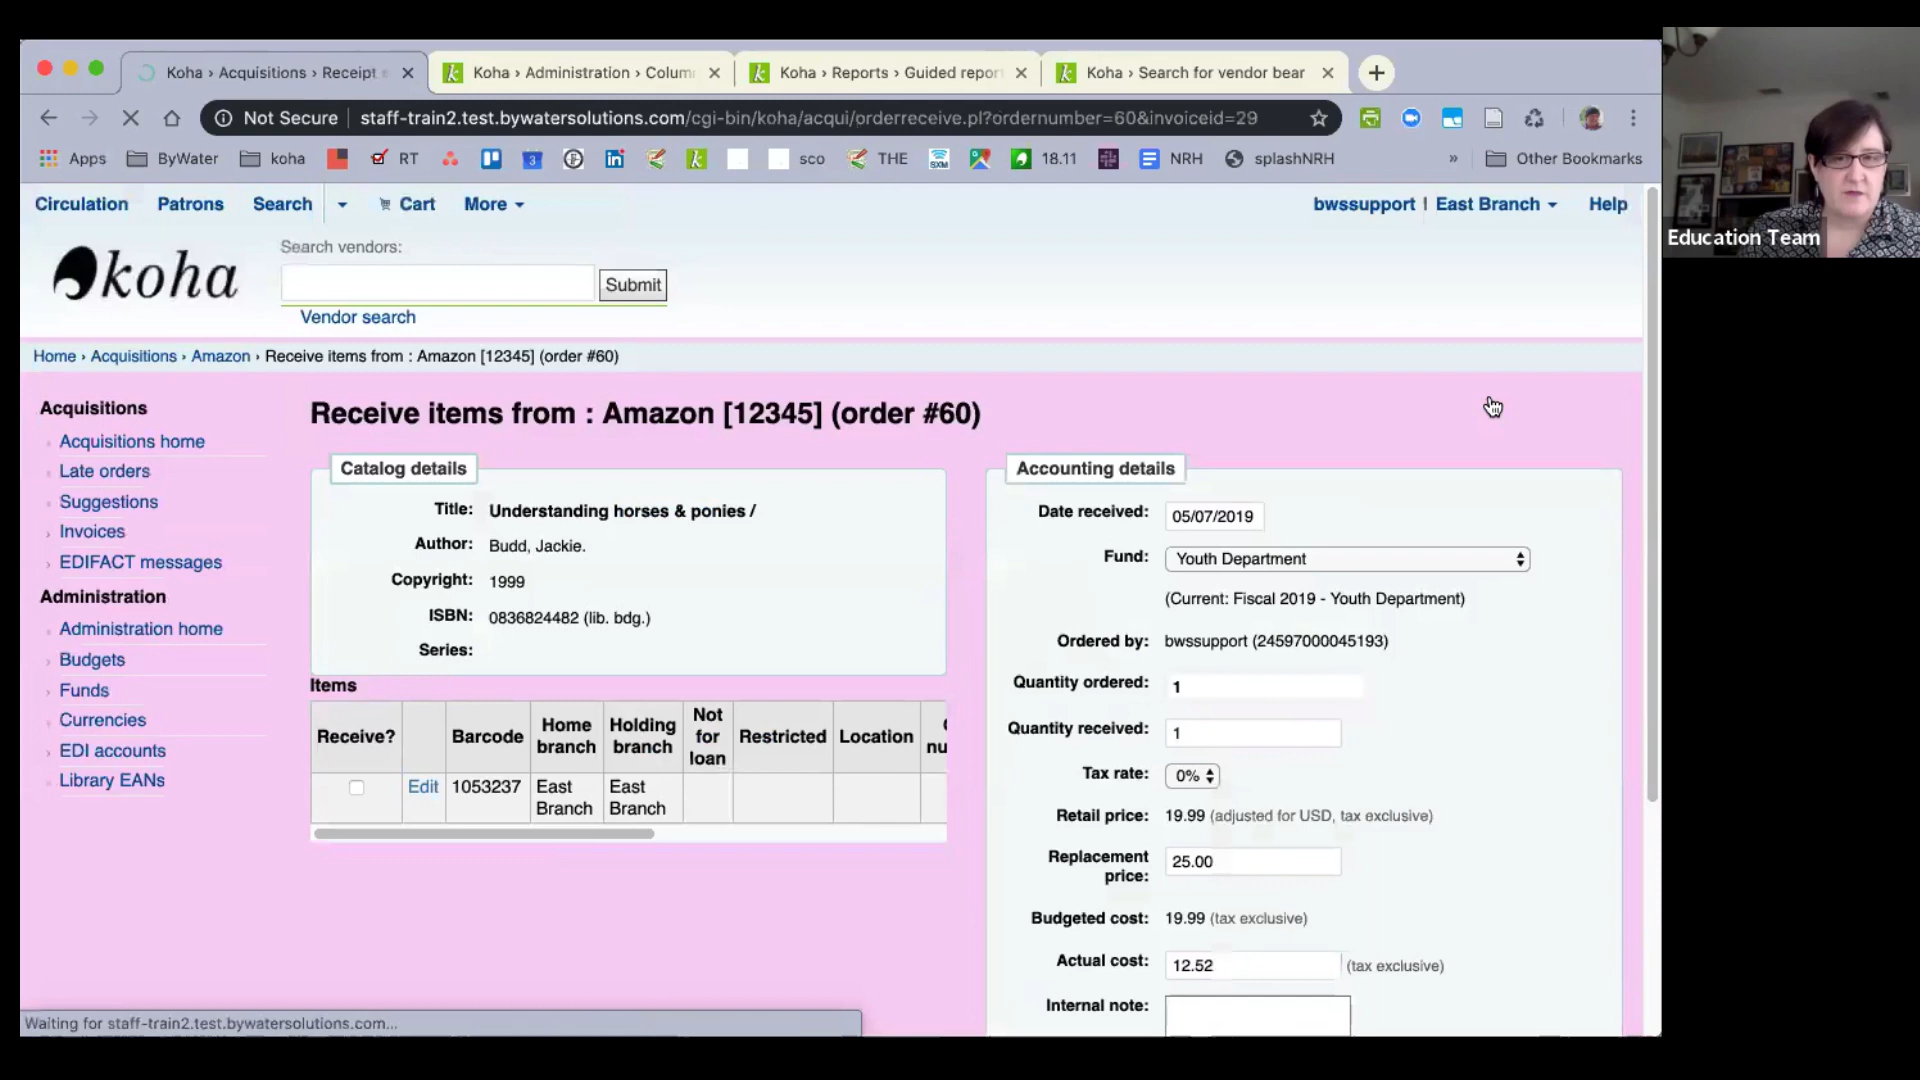 Koha › Acquisitions › Receipt
Koha › Administration › Colum
Koha › Reports › Guided repor
Koha › Search for vendor bear
Not Secure
staff-train2.test.bywatersolutions.com/cgi-bin/koha/acqui/orderreceive.pl?ordernumber=60&invoiceid=29
Apps
ByWater
koha
RT
sco
THE
18.11
NRH
splashNRH
»
Other Bookmarks
Circulation
Patrons
Search
Cart
More
bwssupport | East Branch
Help
koha
Search vendors:
Submit
Vendor search
Home › Acquisitions › Amazon › Receive items from : Amazon [12345] (order #60)
Acquisitions
Acquisitions home
Late orders
Suggestions
Invoices
EDIFACT messages
Administration
Administration home
Budgets
Funds
Currencies
EDI accounts
Library EANs
Receive items from : Amazon [12345] (order #60)
Catalog details
Title: Understanding horses & ponies /
Author: Budd, Jackie.
Copyright: 1999
ISBN: 0836824482 (lib. bdg.)
Series:
Items
Receive?
Barcode
Home branch
Holding branch
Not for loan
Restricted
Location
Edit
1053237
East Branch
East Branch
Accounting details
Date received: 05/07/2019
Fund: Youth Department
(Current: Fiscal 2019 - Youth Department)
Ordered by: bwssupport (24597000045193)
Quantity ordered: 1
Quantity received: 1
Tax rate: 0%
Retail price: 19.99 (adjusted for USD, tax exclusive)
Replacement price: 25.00
Budgeted cost: 19.99 (tax exclusive)
Actual cost: 12.52 (tax exclusive)
Internal note:
Waiting for staff-train2.test.bywatersolutions.com...
Education Team